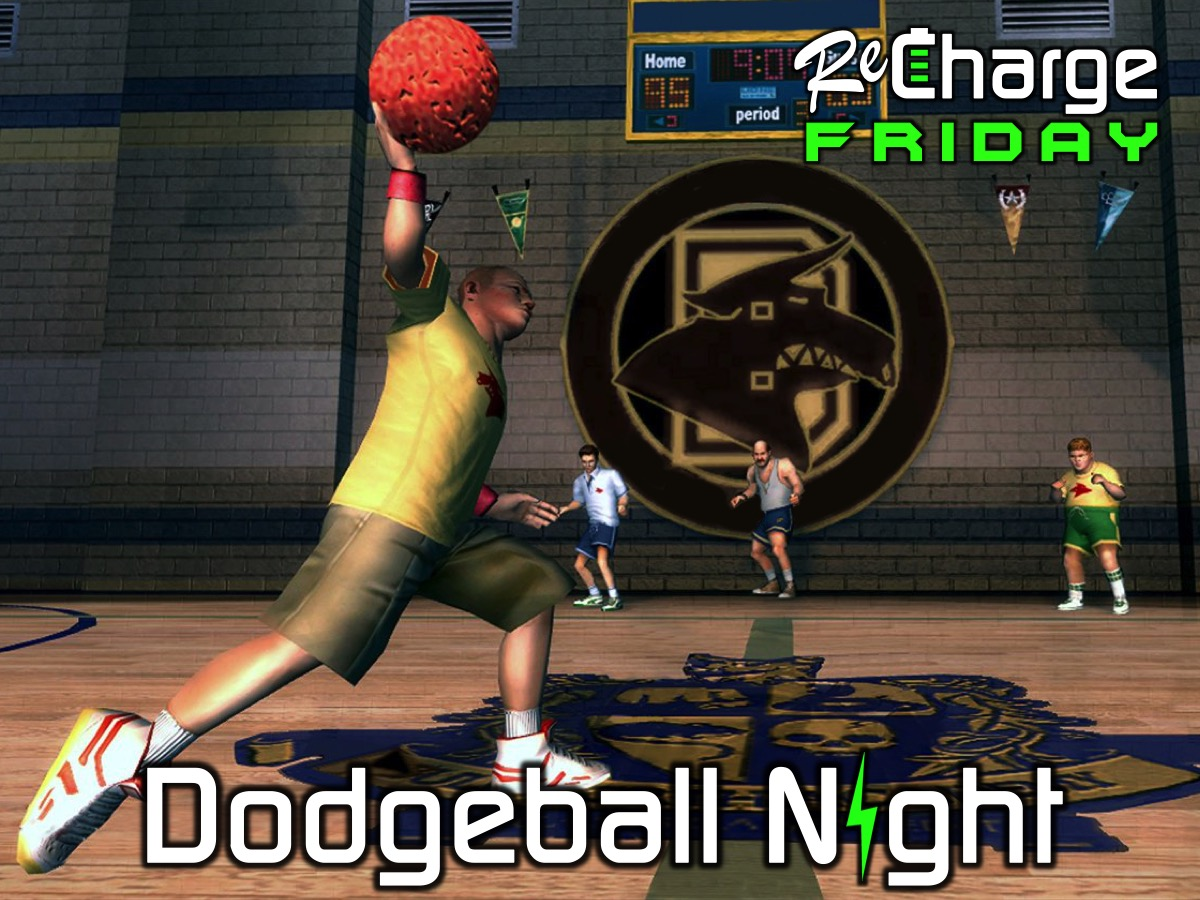 ReCharge
FRIDAY
Home
95
period
Dodgeball Night